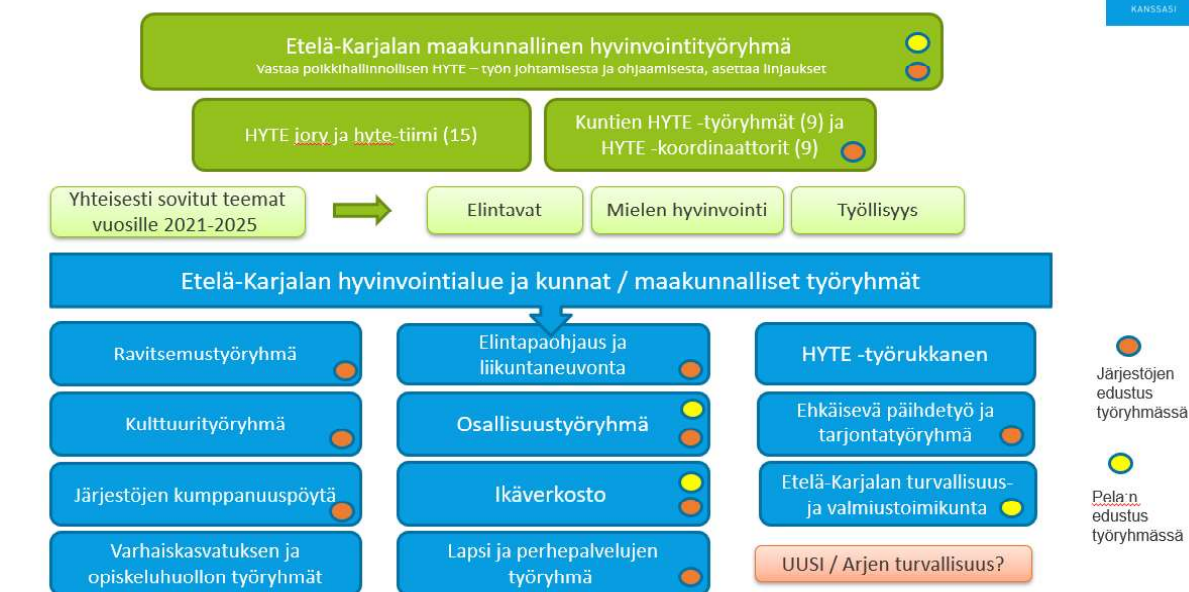 KANSSASI
Etelä-Karjalan maakunnallinen hyvinvointityöryhmä
Vastaa poikkihallinnollisen HYTE – työn johtamisesta ja ohjaamisesta, asettaa linjaukset
HYTE jory ja hyte-tiimi (15)
Kuntien HYTE -työryhmät (9) ja
HYTE -koordinaattorit (9)
Yhteisesti sovitut teemat
vuosille 2021-2025
Elintavat
Mielen hyvinvointi
Työllisyys
Etelä-Karjalan hyvinvointialue ja kunnat / maakunnalliset työryhmät
Ravitsemustyöryhmä
Elintapaohjaus ja
liikuntaneuvonta
HYTE -työrukkanen
Kulttuurityöryhmä
Osallisuustyöryhmä
Ehkäisevä päihdetyö ja
tarjontatyöryhmä
Järjestöjen kumppanuuspöytä
Ikäverkosto
Etelä-Karjalan turvallisuus-
ja valmiustoimikunta
Varhaiskasvatuksen ja
opiskeluhuollon työryhmät
Lapsi ja perhepalvelujen
työryhmä
UUSI / Arjen turvallisuus?
Järjestöjen
edustus
työryhmässä
Pela:n
edustus
työryhmässä